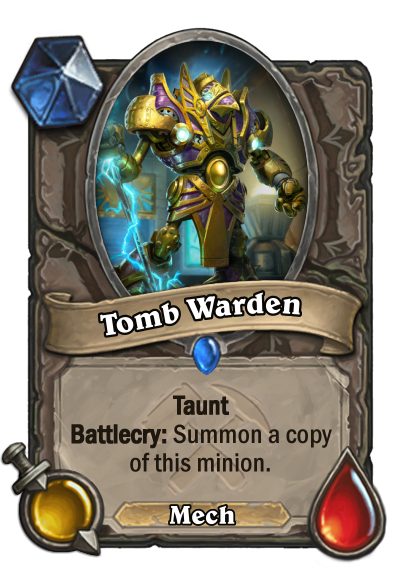 Tomb Warden
Taunt
Battlecry: Summon a copy
of this minion.
Mech